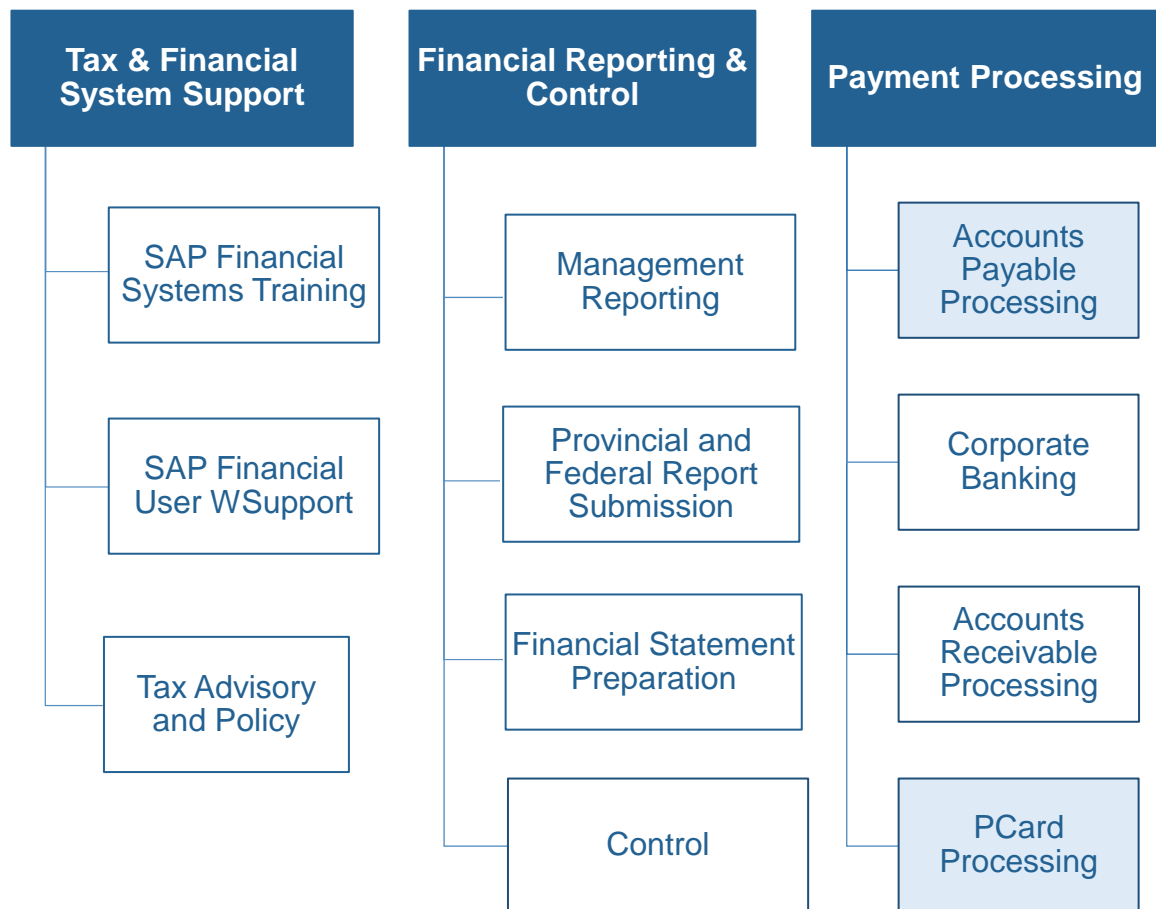 Tax & Financial
System Support
SAP Financial
Systems Training
SAP Financial
User WSupport
Tax Advisory
and Policy
Financial Reporting &
Control
Management
Reporting
Provincial and
Federal Report
Submission
Financial Statement
Preparation
Control
Payment Processing
Accounts
Payable
Processing
Corporate
Banking
Accounts
Receivable
Processing
PCard
Processing